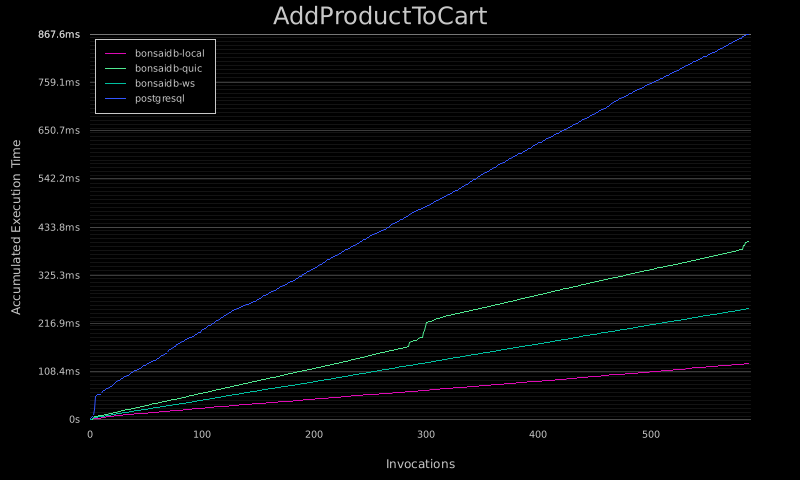 AddProductToCart
867.6ms
759.1ms
650.7ms
542.2ms
433.8ms
325.3ms
216.9ms
108.4ms
0s
Accumulated Execution Time
bonsaidb-local
bonsaidb-quic
bonsaidb-ws
postgresql
0 100 200 300 400 500
Invocations